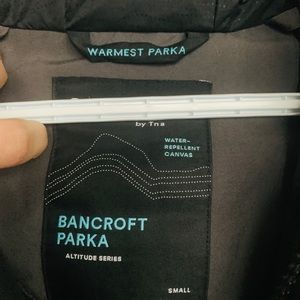 WARMEST PARKA
by Tna
WATER-
REPELLENT
CANVAS
BANCROFT
PARKA
ALTITUDE SERIES
SMALL